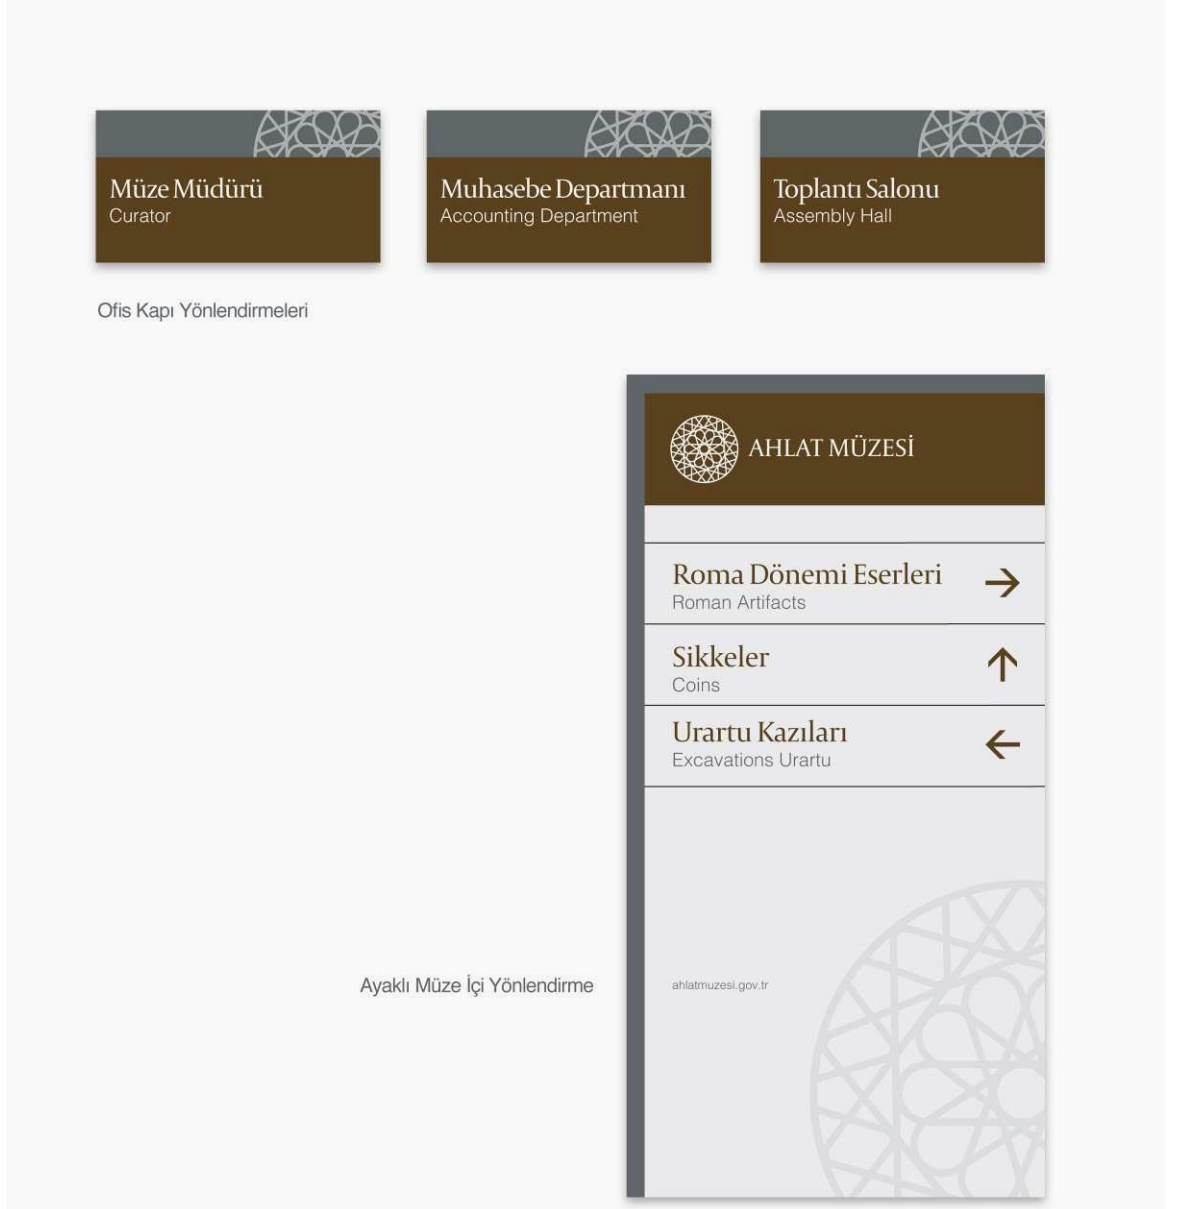 Müze Müdürü
Curator
Muhasebe Departmanı
Accounting Department
Toplantı Salonu
Assembly Hall
Ofis Kapı Yönlendirmeleri
AHLAT MÜZESİ
Roma Dönemi Eserleri
Roman Artifacts
Sikkeler
Coins
Urartu Kazıları
Excavations Urartu
Ayaklı Müze İçi Yönlendirme
ahlatmuzesi.gov.tr